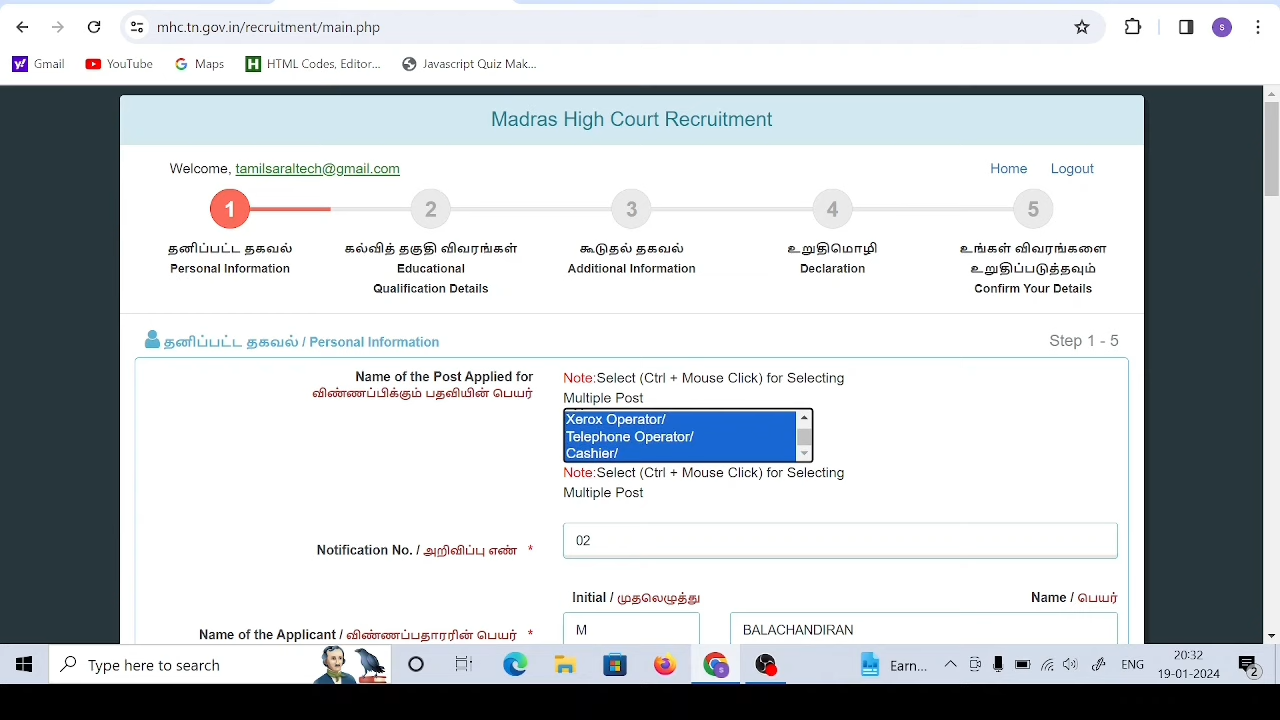 mhc.tn.gov.in/recruitment/main.php
S
Gmail YouTube Maps HTML Codes, Editor... Javascript Quiz Mak...
Madras High Court Recruitment
Welcome, tamilsaraltech@gmail.com
Home Logout
1 2 3 4 5
தனிப்பட்ட தகவல்
Personal Information
கல்வித் தகுதி விவரங்கள்
Educational
Qualification Details
கூடுதல் தகவல்
Additional Information
உறுதிமொழி
Declaration
உங்கள் விவரங்களை
உறுதிப்படுத்தவும்
Confirm Your Details
தனிப்பட்ட தகவல் / Personal Information
Step 1 - 5
Name of the Post Applied for
விண்ணப்பிக்கும் பதவியின் பெயர்
Note:Select (Ctrl + Mouse Click) for Selecting
Multiple Post
Xerox Operator/
Telephone Operator/
Cashier/
Note:Select (Ctrl + Mouse Click) for Selecting
Multiple Post
Notification No. / அறிவிப்பு எண் *
02
Initial / முதலெழுத்து
Name / பெயர்
Name of the Applicant / விண்ணப்பதாரரின் பெயர் *
M
BALACHANDIRAN
Type here to search
Earn...
ENG
20:32
19-01-2024
2